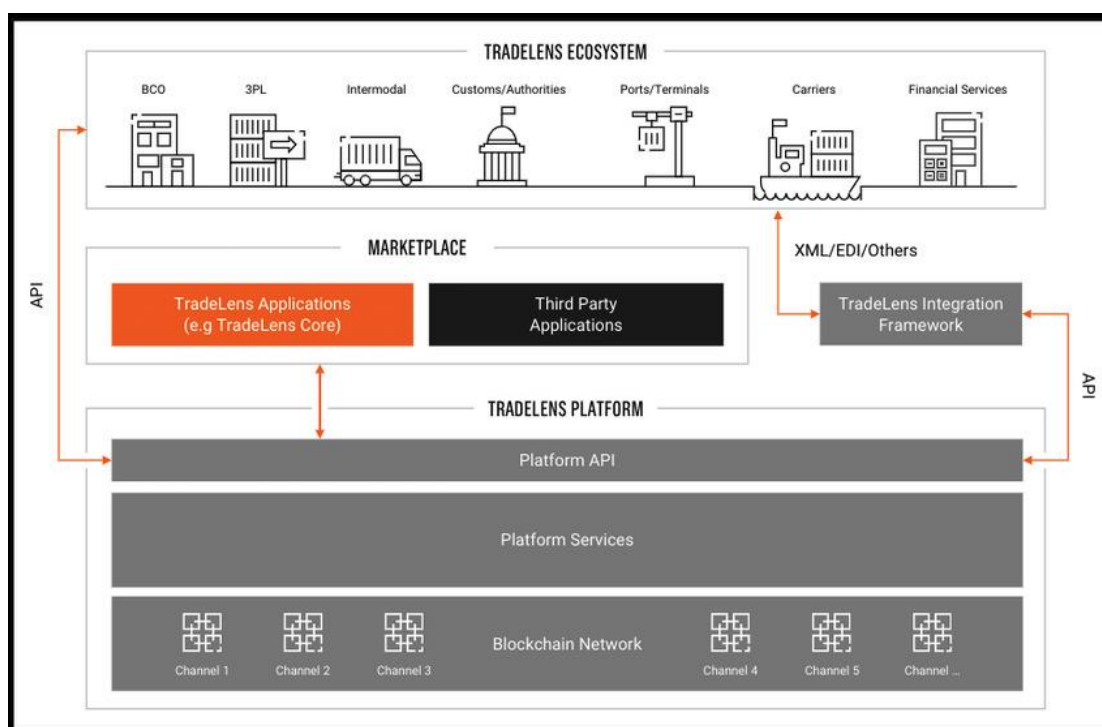 TRADELENS ECOSYSTEM
BCO
3PL
Intermodal
Customs/Authorities
Ports/Terminals
Carriers
Financial Services
XML/EDI/Others
MARKETPLACE
API
TradeLens Applications
(e.g TradeLens Core)
Third Party
Applications
TradeLens Integration
Framework
API
TRADELENS PLATFORM
Platform API
Platform Services
Blockchain Network
Channel 1
Channel 2
Channel 3
Channel 4
Channel 5
Channel ...